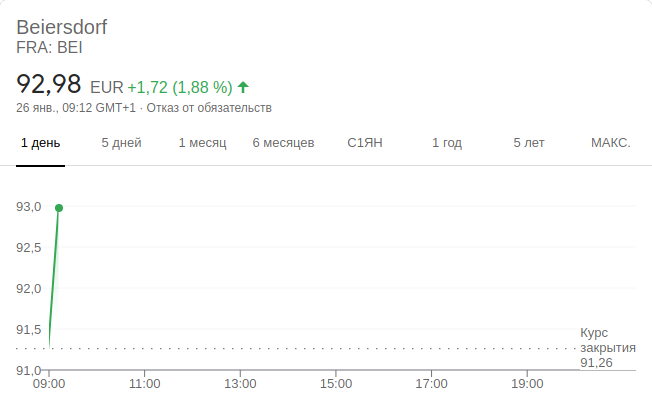 Beiersdorf
FRA: BEI
92,98 EUR +1,72 (1,88 %)
26 янв., 09:12 GMT+1 · Отказ от обязательств
1 день 5 дней 1 месяц 6 месяцев С1ЯН 1 год 5 лет МАКС.
93,0
92,5
92,0
91,5
91,0
Курс
закрытия
91,26
09:00 11:00 13:00 15:00 17:00 19:00